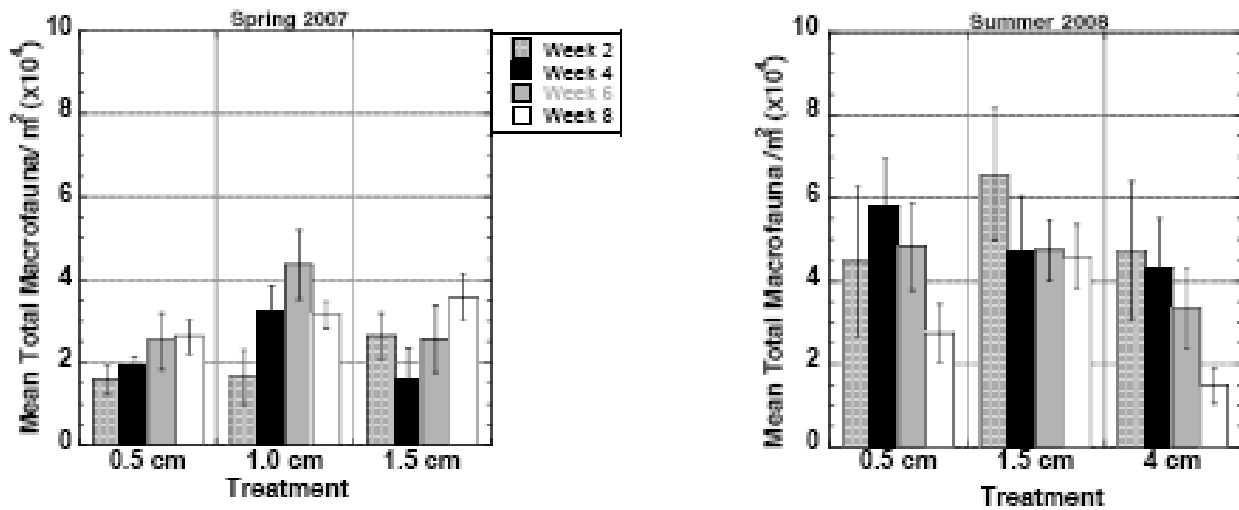 Spring 2007
Mean Total Macrofauna/ m² (x10⁴)
10
8
6
4
2
0
0.5 cm 1.0 cm 1.5 cm
Treatment
Week 2
Week 4
Week 6
Week 8
Summer 2008
Mean Total Macrofauna /m² (x10⁴)
10
8
6
4
2
0
0.5 cm 1.5 cm 4 cm
Treatment